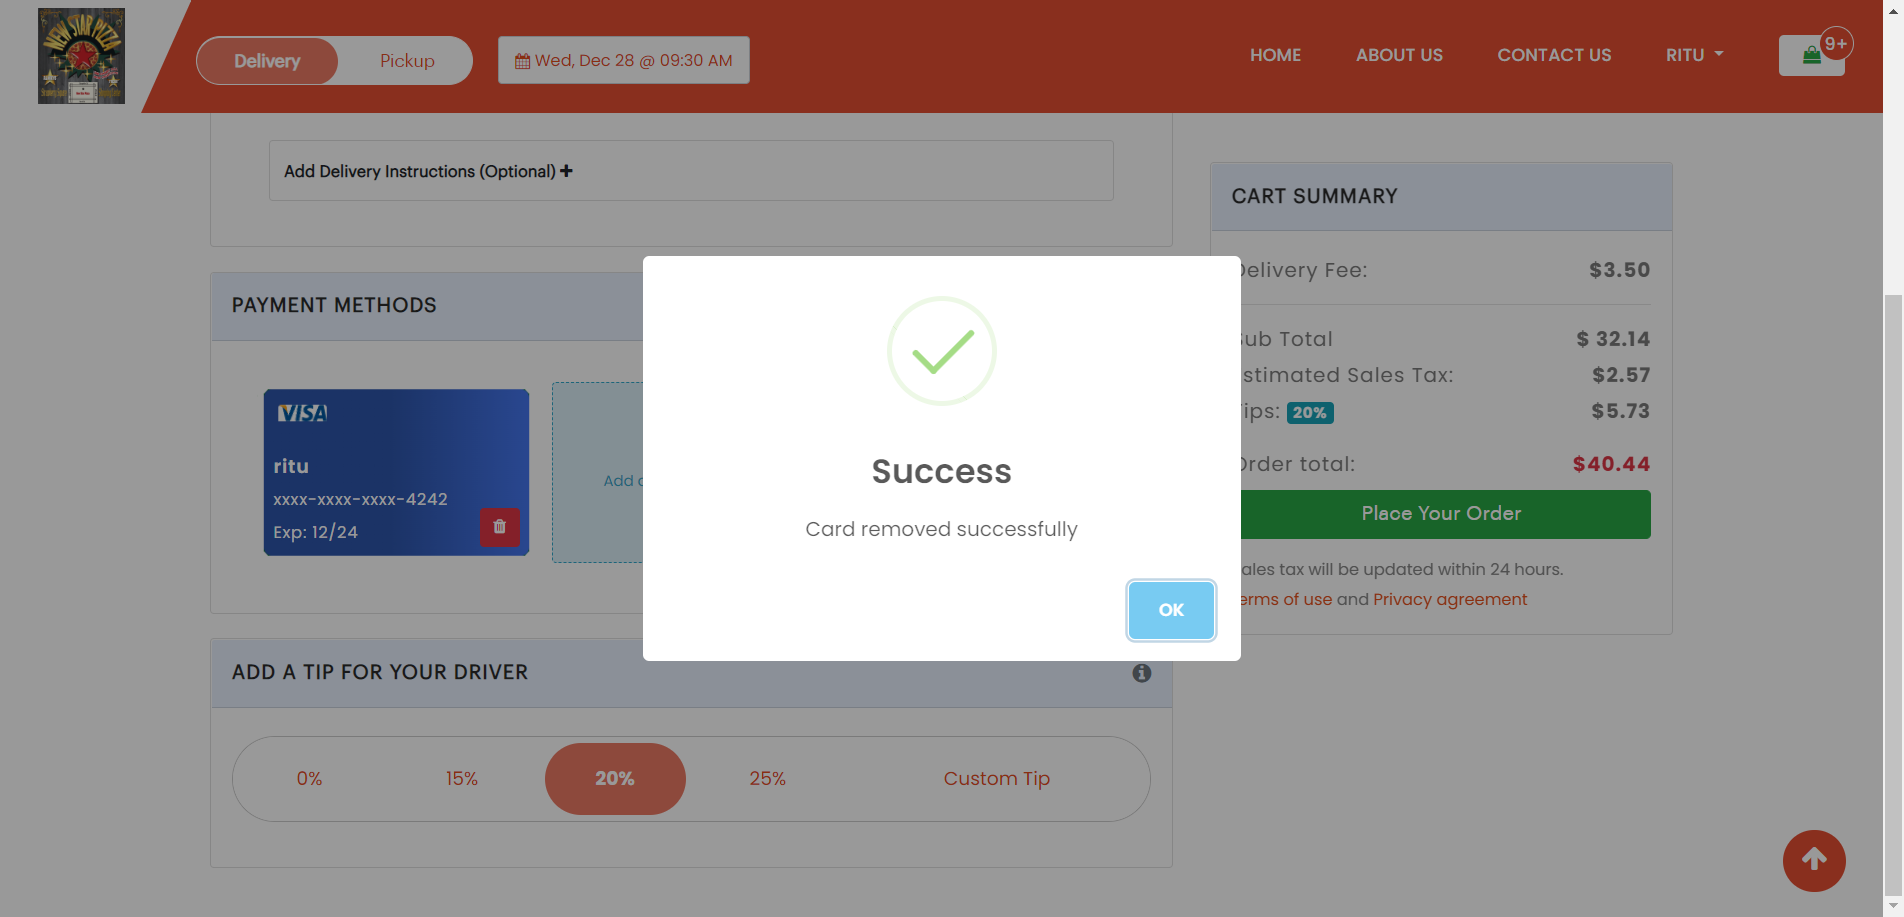 NEW STAR PIZZA
Delivery
Pickup
Wed, Dec 28 @ 09:30 AM
HOME
ABOUT US
CONTACT US
RITU
9+
Add Delivery Instructions (Optional)
PAYMENT METHODS
VISA
ritu
xxxx-xxxx-xxxx-4242
Exp: 12/24
Add
Success
Card removed successfully
OK
ADD A TIP FOR YOUR DRIVER
0%
15%
20%
25%
Custom Tip
CART SUMMARY
elivery Fee: $3.50
ub Total $ 32.14
stimated Sales Tax: $2.57
ips: 20% $5.73
rder total: $40.44
Place Your Order
ales tax will be updated within 24 hours.
erms of use and Privacy agreement